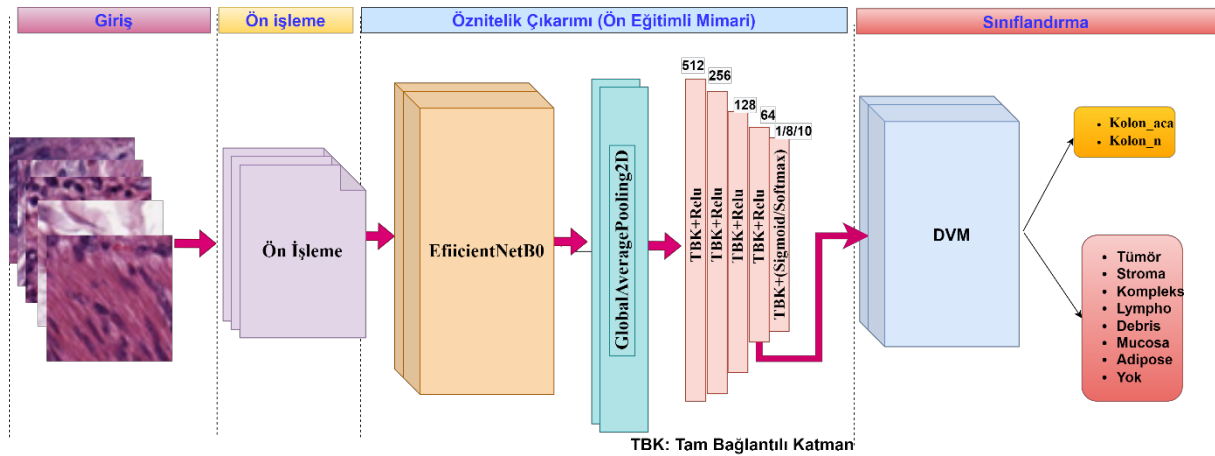 Giriş
Ön işleme
Öznitelik Çıkarımı (Ön Eğitimli Mimari)
Sınıflandırma
Ön İşleme
EfiicientNetB0
GlobalAveragePooling2D
512
256
128
64
1/8/10
TBK+Relu
TBK+Relu
TBK+Relu
TBK+Relu
TBK+(Sigmoid/Softmax)
DVM
• Kolon_aca
• Kolon_n
• Tümör
• Stroma
• Kompleks
• Lympho
• Debris
• Mucosa
• Adipose
• Yok
TBK: Tam Bağlantılı Katman